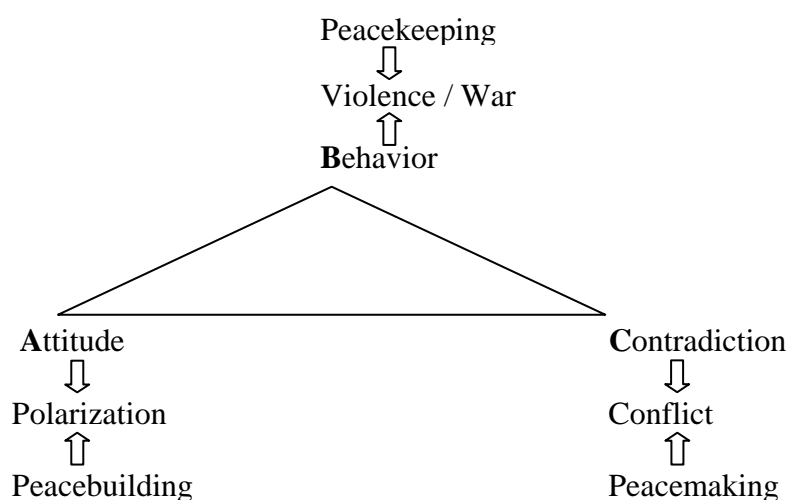 Peacekeeping
Violence / War
Behavior
Attitude
Contradiction
Polarization
Conflict
Peacebuilding
Peacemaking